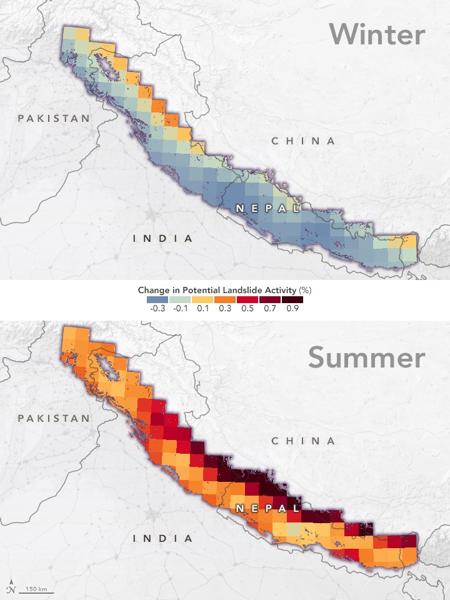 Winter
PAKISTAN
CHINA
NEPAL
INDIA
Change in Potential Landslide Activity (%)
-0.3 -0.1 0.1 0.3 0.5 0.7 0.9
Summer
PAKISTAN
CHINA
NEPAL
INDIA
N 150 km